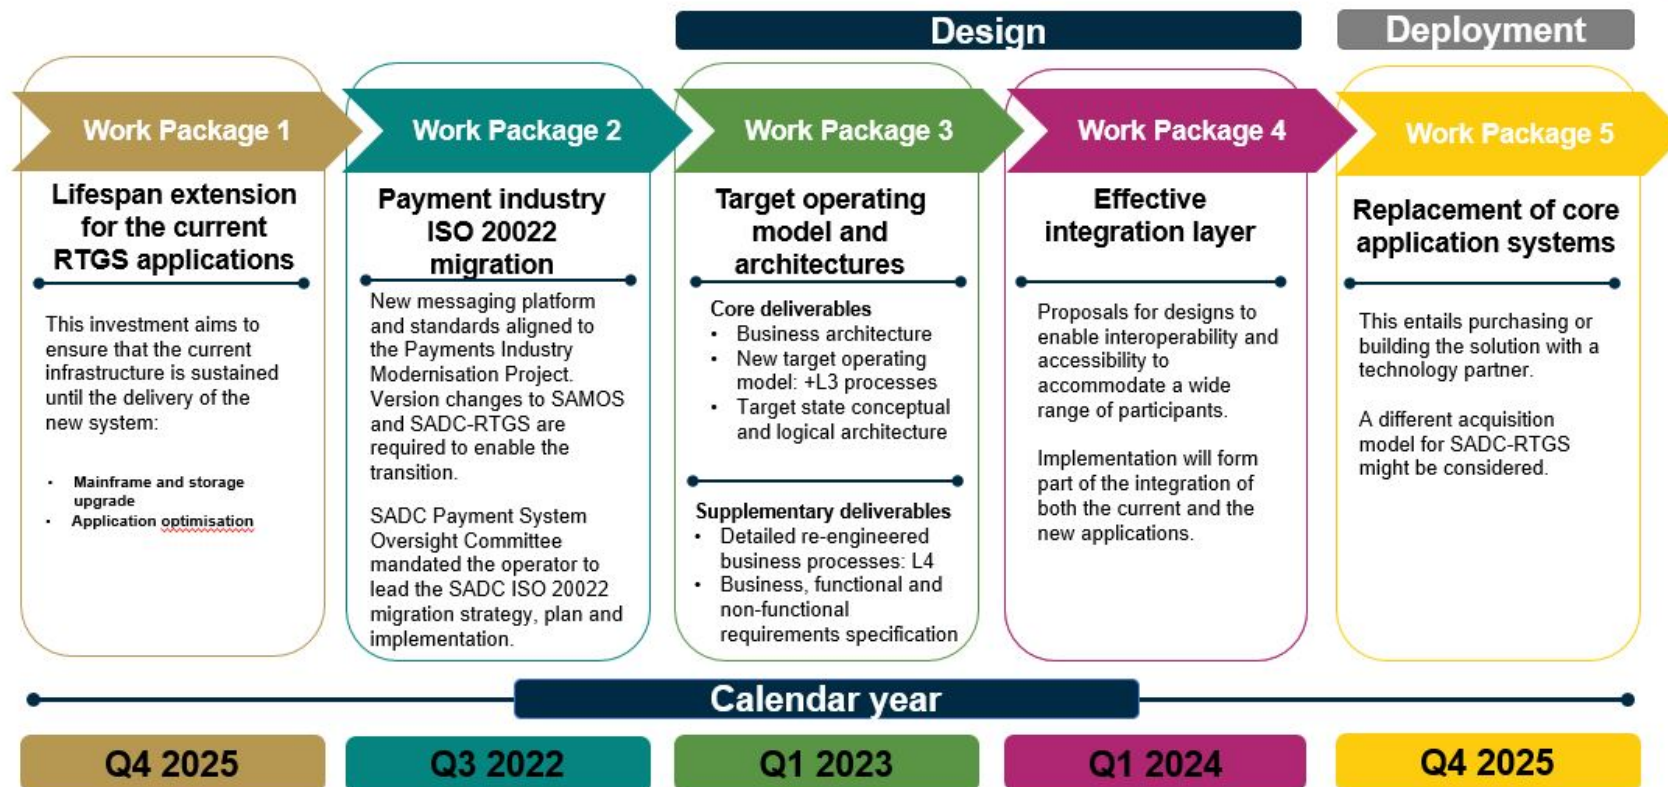 Design
Deployment
Work Package 1
Lifespan extension
for the current
RTGS applications
This investment aims to
ensure that the current
infrastructure is sustained
until the delivery of the
new system:
• Mainframe and storage
upgrade
• Application optimisation
Work Package 2
Payment industry
ISO 20022
migration
New messaging platform
and standards aligned to
the Payments Industry
Modernisation Project.
Version changes to SAMOS
and SADC-RTGS are
required to enable the
transition.
SADC Payment System
Oversight Committee
mandated the operator to
lead the SADC ISO 20022
migration strategy, plan and
implementation.
Work Package 3
Target operating
model and
architectures
Core deliverables
• Business architecture
• New target operating
model: +L3 processes
• Target state conceptual
and logical architecture
Supplementary deliverables
• Detailed re-engineered
business processes: L4
• Business, functional and
non-functional
requirements specification
Work Package 4
Effective
integration layer
Proposals for designs to
enable interoperability and
accessibility to
accommodate a wide
range of participants.
Implementation will form
part of the integration of
both the current and the
new applications.
Work Package 5
Replacement of core
application systems
This entails purchasing or
building the solution with a
technology partner.
A different acquisition
model for SADC-RTGS
might be considered.
Calendar year
Q4 2025
Q3 2022
Q1 2023
Q1 2024
Q4 2025